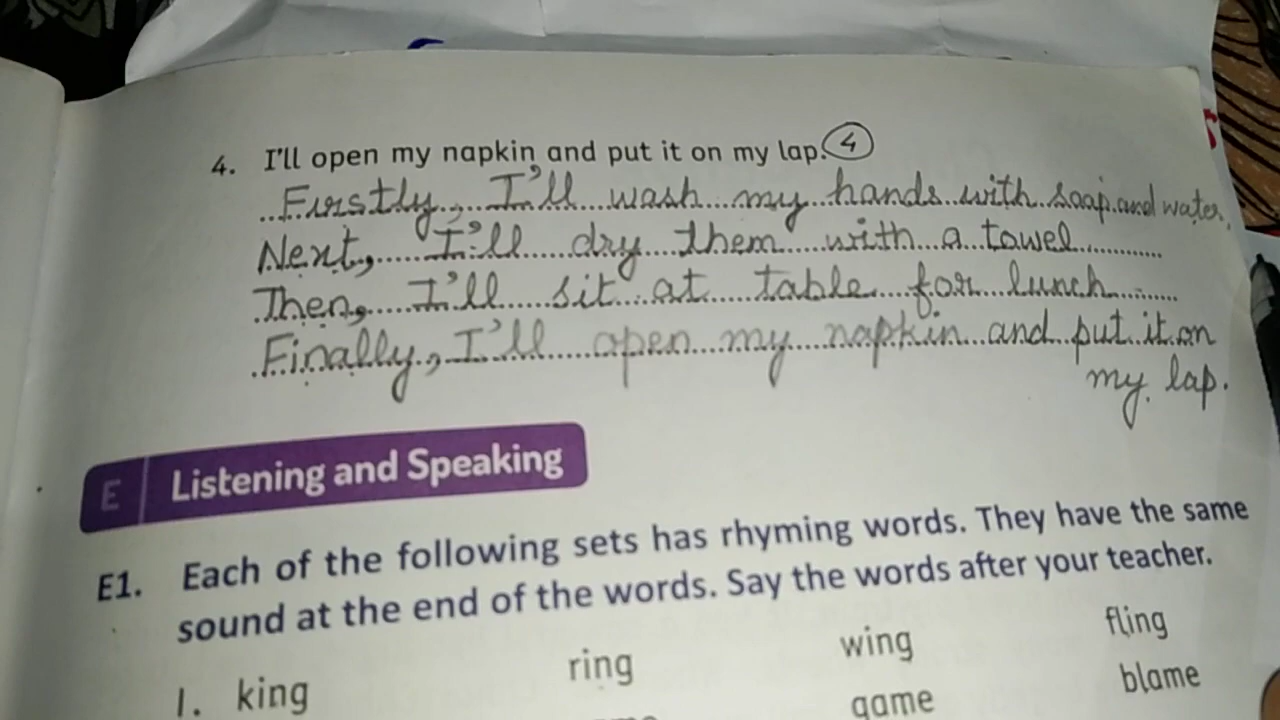 4. I'll open my napkin and put it on my lap. 4
Firstly, I'll wash my hands with soap and water.
Next, I'll dry them with a towel
Then, I'll sit at table for lunch
Finally, I'll open my napkin and put it on
my lap.
E Listening and Speaking
E1. Each of the following sets has rhyming words. They have the same
sound at the end of the words. Say the words after your teacher.
1. king ring wing fling
game blame